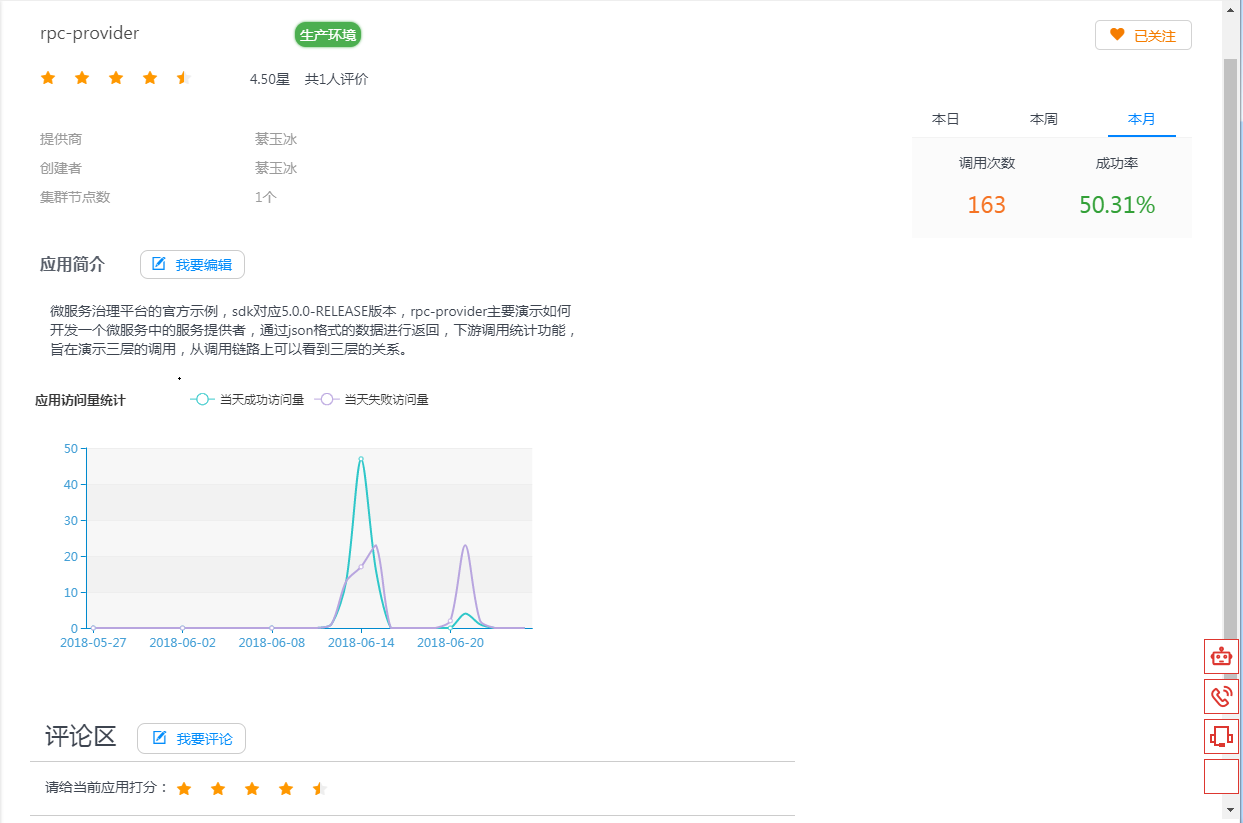 rpc-provider
生产环境
已关注
4.50星
共1人评价
本日
本周
本月
提供商
綦玉冰
创建者
綦玉冰
集群节点数
1个
调用次数
成功率
163
50.31%
应用简介
我要编辑
微服务治理平台的官方示例，sdk对应5.0.0-RELEASE版本，rpc-provider主要演示如何
开发一个微服务中的服务提供者，通过json格式的数据进行返回，下游调用统计功能，
旨在演示三层的调用，从调用链路上可以看到三层的关系。
应用访问量统计
当天成功访问量
当天失败访问量
50
40
30
20
10
0
2018-05-27
2018-06-02
2018-06-08
2018-06-14
2018-06-20
评论区
我要评论
请给当前应用打分：